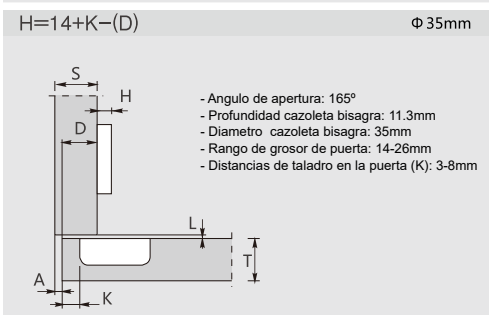 H=14+K-(D)
Φ35mm
S
H
D
- Angulo de apertura: 165º
- Profundidad cazoleta bisagra: 11.3mm
- Diametro cazoleta bisagra: 35mm
- Rango de grosor de puerta: 14-26mm
- Distancias de taladro en la puerta (K): 3-8mm
L
T
A
K